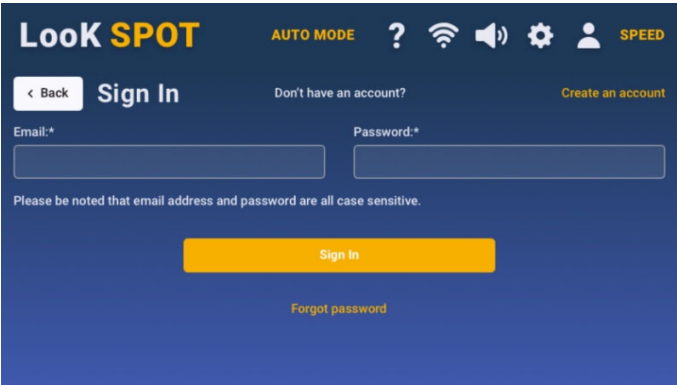 LooK SPOT AUTO MODE ? SPEED
< Back Sign In Don't have an account? Create an account
Email:* Password:*
Please be noted that email address and password are all case sensitive.
Sign In
Forgot password